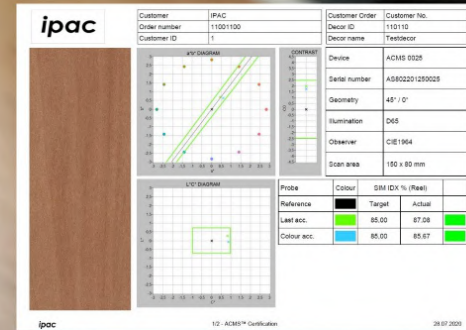 ipac
Customer IPAC
Order number 11001100
Customer ID 1
Customer Order Customer No.
Decor ID 110110
Decor name Testdecor
a*b* DIAGRAM
CONTRAST
Device ACMS 0025
Serial number AS802201250025
Geometry 45° / 0°
Illumination D65
Observer CIE1964
Scan area 150 x 80 mm
L*C* DIAGRAM
Probe Colour SIM IDX % (Reel)
Reference Target Actual
Last acc. 85,00 87,08
Colour acc. 85,00 85,67
ipac 1/2 - ACMS™ Certification 28.07.2020